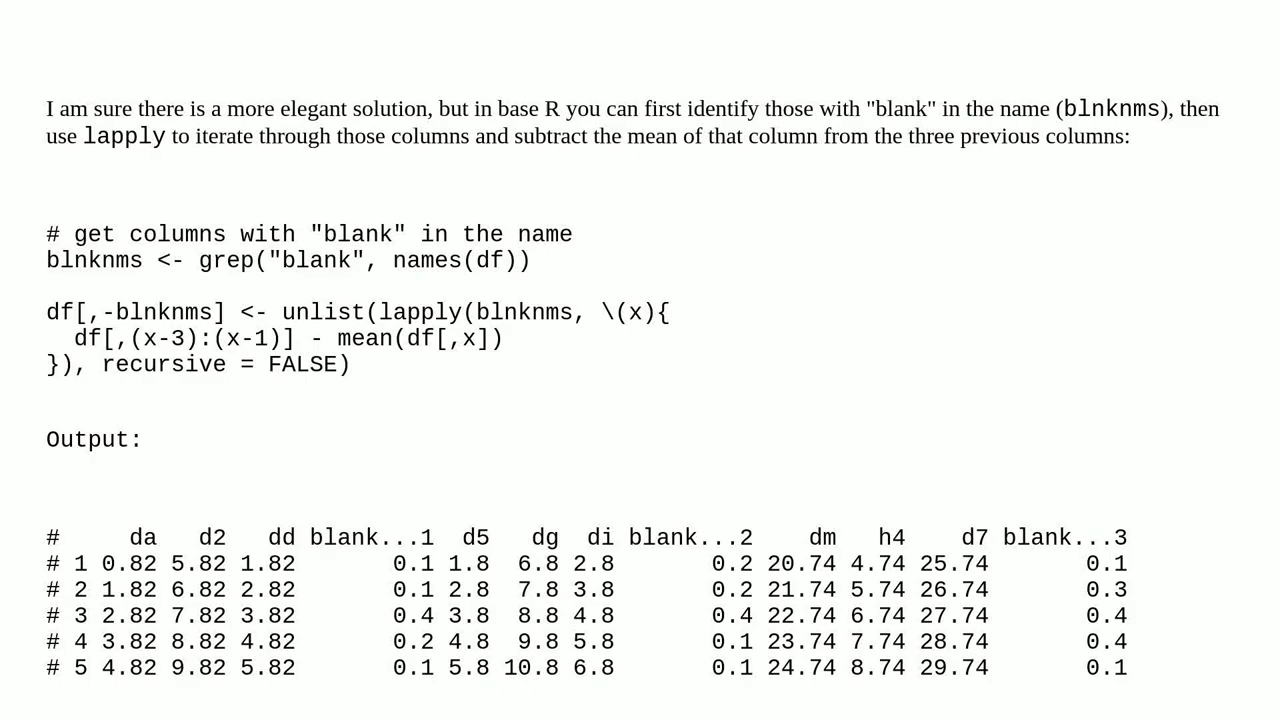 I am sure there is a more elegant solution, but in base R you can first identify those with "blank" in the name (blnknms), then
use lapply to iterate through those columns and subtract the mean of that column from the three previous columns:
# get columns with "blank" in the name
blnknms <- grep("blank", names(df))
df[,-blnknms] <- unlist(lapply(blnknms, \(x){
  df[,(x-3):(x-1)] - mean(df[,x])
}), recursive = FALSE)
Output:
#     da   d2   dd blank...1  d5   dg  di blank...2    dm   h4    d7 blank...3
# 1 0.82 5.82 1.82       0.1 1.8  6.8 2.8       0.2 20.74 4.74 25.74       0.1
# 2 1.82 6.82 2.82       0.1 2.8  7.8 3.8       0.2 21.74 5.74 26.74       0.3
# 3 2.82 7.82 3.82       0.4 3.8  8.8 4.8       0.4 22.74 6.74 27.74       0.4
# 4 3.82 8.82 4.82       0.2 4.8  9.8 5.8       0.1 23.74 7.74 28.74       0.4
# 5 4.82 9.82 5.82       0.1 5.8 10.8 6.8       0.1 24.74 8.74 29.74       0.1